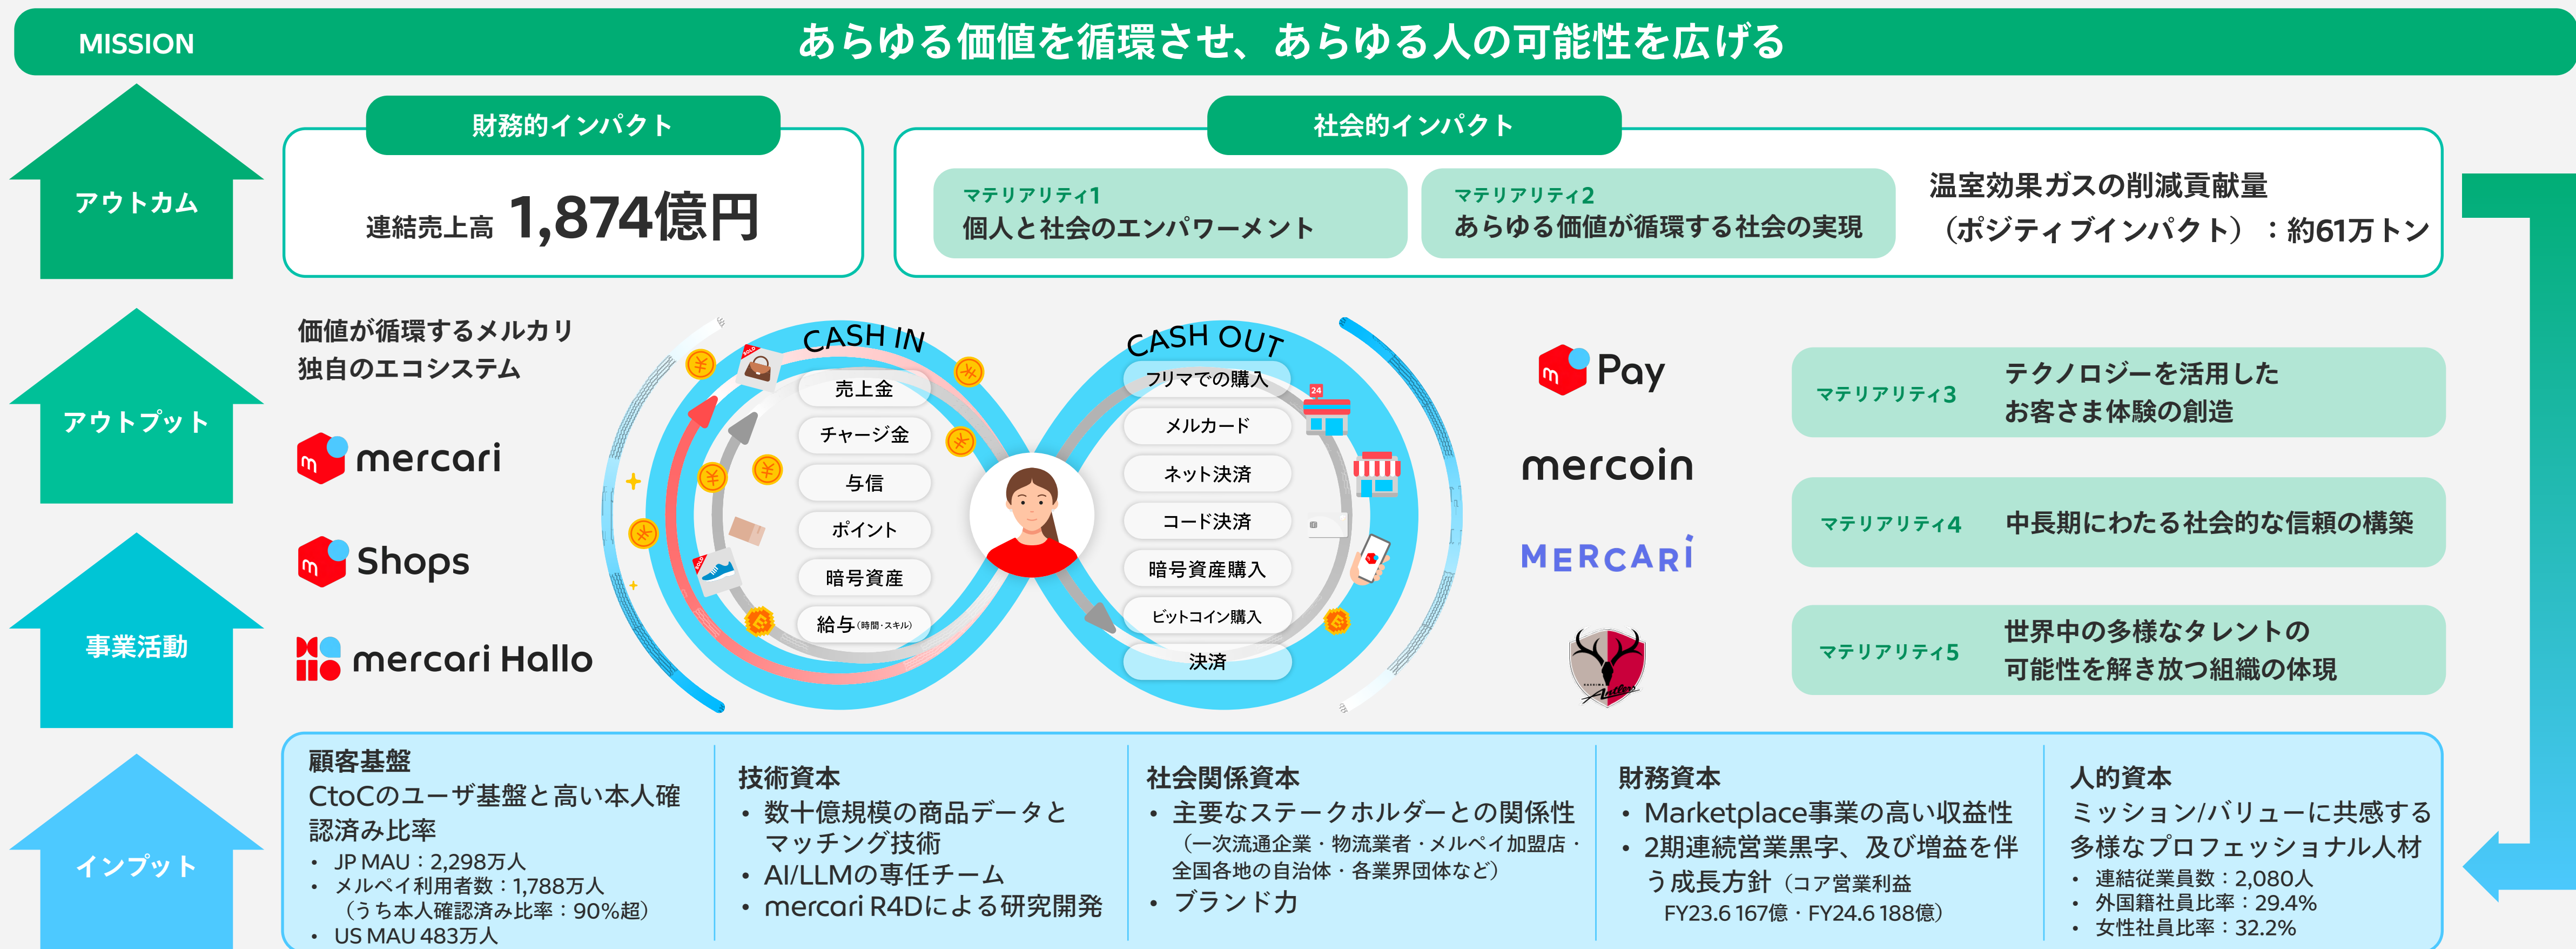 MISSION
あらゆる価値を循環させ、あらゆる人の可能性を広げる
アウトカム
財務的インパクト
連結売上高 1,874億円
社会的インパクト
マテリアリティ1
個人と社会のエンパワーメント
マテリアリティ2
あらゆる価値が循環する社会の実現
温室効果ガスの削減貢献量
（ポジティブインパクト）：約61万トン
アウトプット
事業活動
価値が循環するメルカリ
独自のエコシステム
m mercari
m Shops
mercari Hallo
CASH IN
売上金
チャージ金
与信
ポイント
暗号資産
給与（時間・スキル）
SOLD
SOLD
CASH OUT
フリマでの購入
メルカード
ネット決済
コード決済
暗号資産購入
ビットコイン購入
決済
24
m Pay
mercoin
MERCARI
KASHIMA
Antlers
マテリアリティ3
テクノロジーを活用した
お客さま体験の創造
マテリアリティ4
中長期にわたる社会的な信頼の構築
マテリアリティ5
世界中の多様なタレントの
可能性を解き放つ組織の体現
インプット
顧客基盤
CtoCのユーザ基盤と高い本人確
認済み比率
• JP MAU：2,298万人
• メルペイ利用者数：1,788万人
（うち本人確認済み比率：90%超）
• US MAU 483万人
技術資本
• 数十億規模の商品データと
マッチング技術
• AI/LLMの専任チーム
• mercari R4Dによる研究開発
社会関係資本
• 主要なステークホルダーとの関係性
（一次流通企業・物流業者・メルペイ加盟店・
全国各地の自治体・各業界団体など）
• ブランド力
財務資本
• Marketplace事業の高い収益性
• 2期連続営業黒字、及び増益を伴
う成長方針（コア営業利益
FY23.6 167億・FY24.6 188億）
人的資本
ミッション/バリューに共感する
多様なプロフェッショナル人材
• 連結従業員数：2,080人
• 外国籍社員比率：29.4%
• 女性社員比率：32.2%